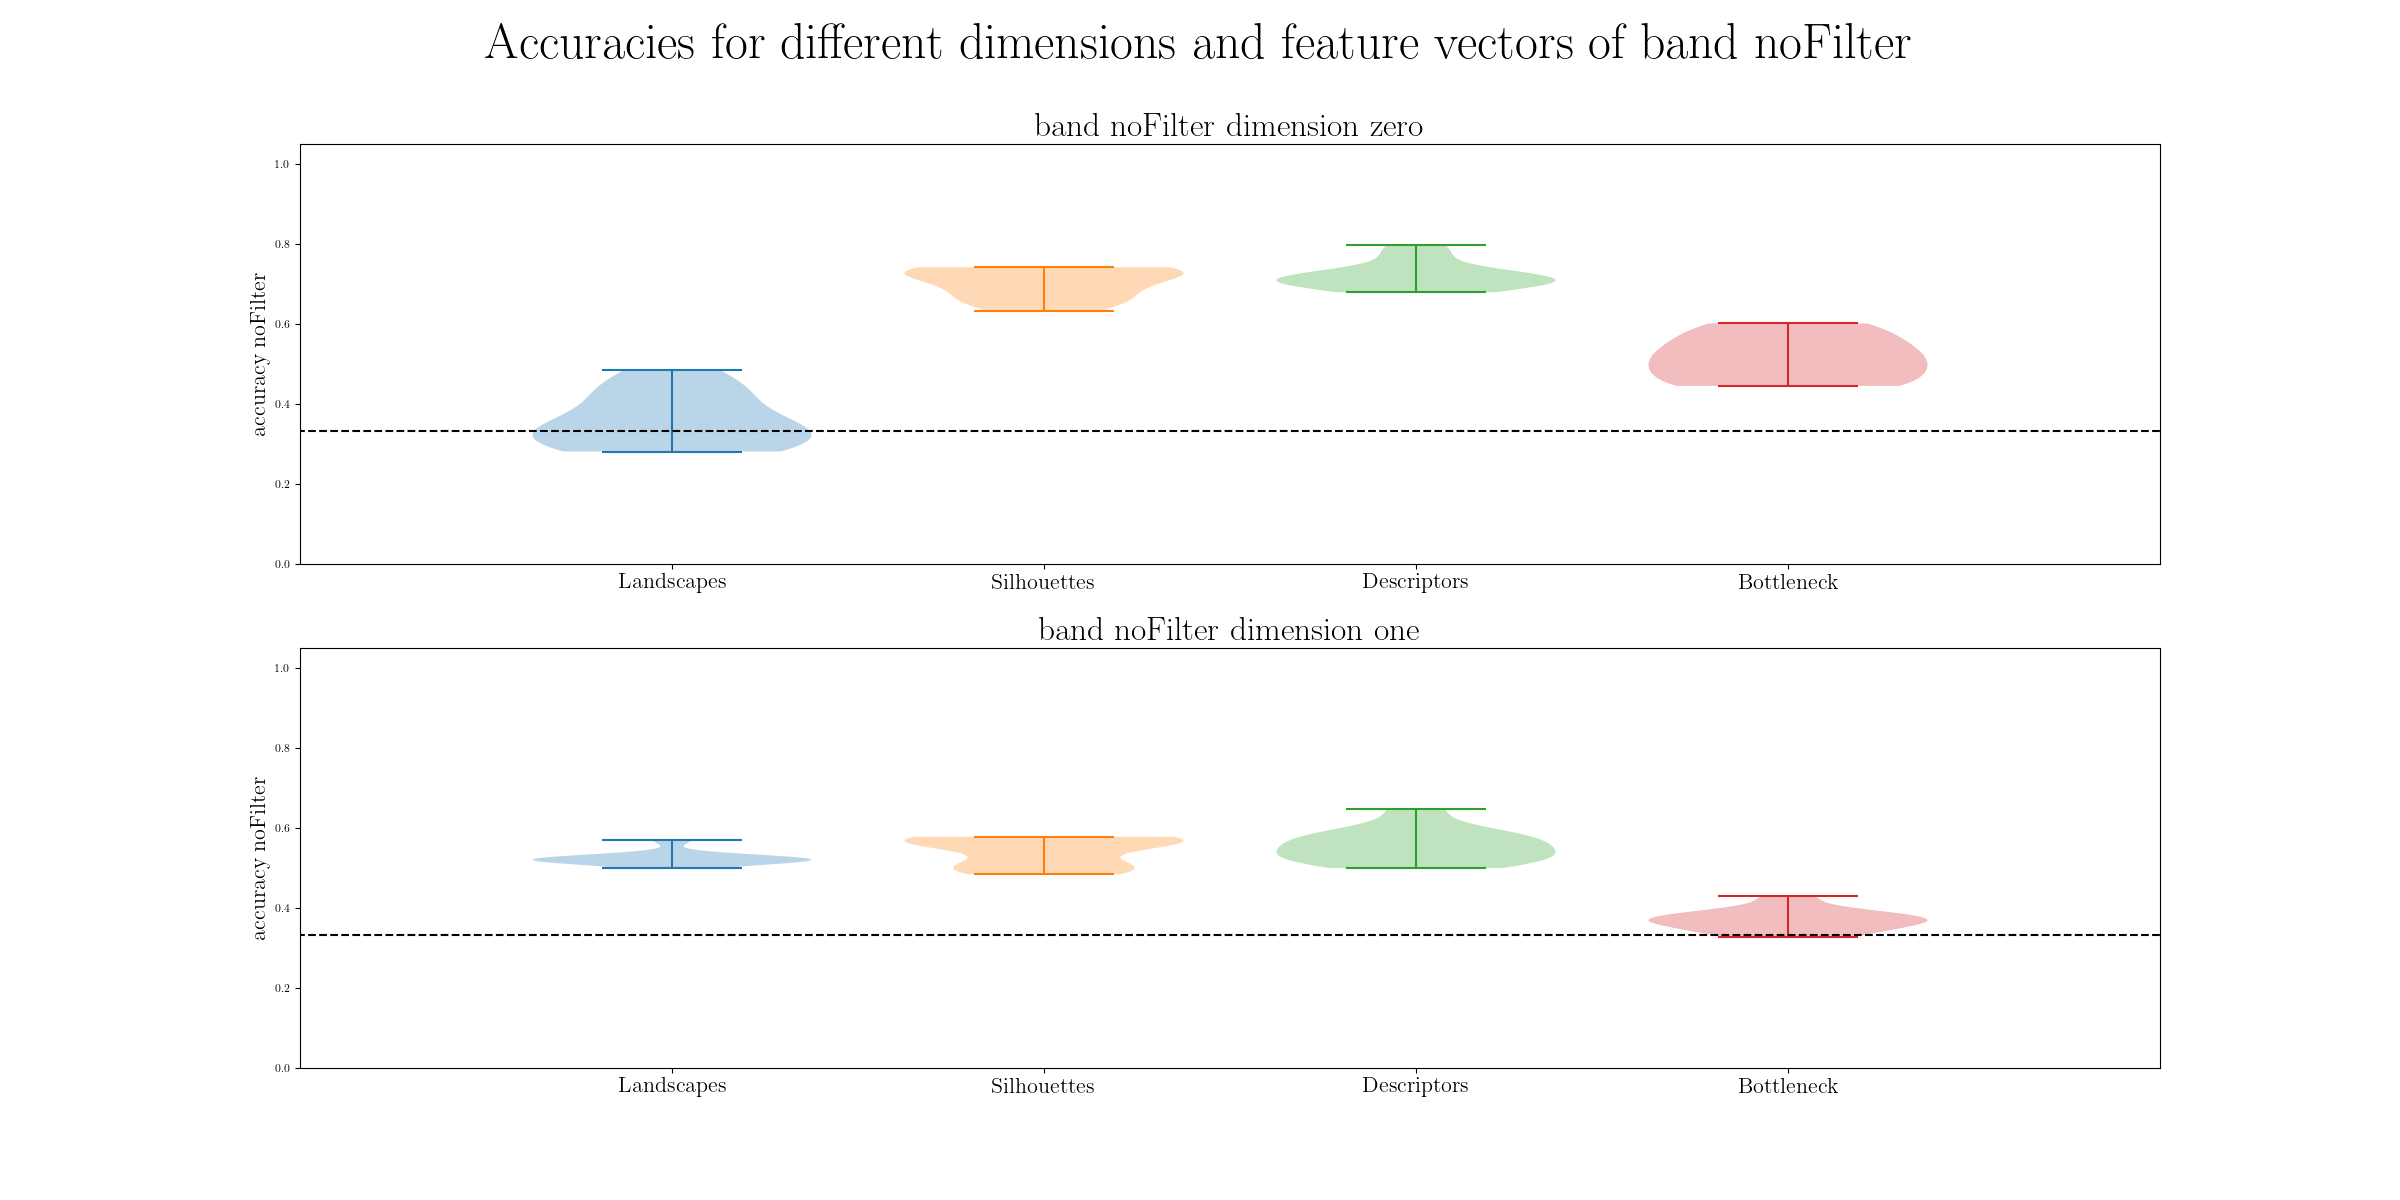 Accuracies for different dimensions and feature vectors of band noFilter
band noFilter dimension zero
accuracy noFilter
1.0
0.8
0.6
0.4
0.2
0.0
Landscapes Silhouettes Descriptors Bottleneck
band noFilter dimension one
accuracy noFilter
1.0
0.8
0.6
0.4
0.2
0.0
Landscapes Silhouettes Descriptors Bottleneck